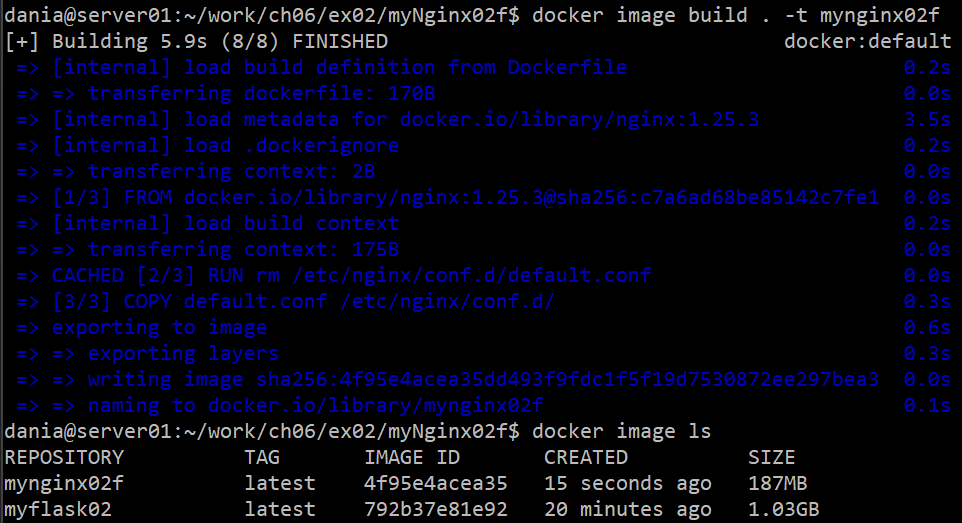 dania@server01:~/work/ch06/ex02/myNginx02f$ docker image build . -t mynginx02f
[+] Building 5.9s (8/8) FINISHED docker:default
=> [internal] load build definition from Dockerfile 0.2s
=> => transferring dockerfile: 170B 0.0s
=> [internal] load metadata for docker.io/library/nginx:1.25.3 3.5s
=> [internal] load .dockerignore 0.2s
=> => transferring context: 2B 0.0s
=> [1/3] FROM docker.io/library/nginx:1.25.3@sha256:c7a6ad68be85142c7fe1 0.0s
=> [internal] load build context 0.2s
=> => transferring context: 175B 0.0s
=> CACHED [2/3] RUN rm /etc/nginx/conf.d/default.conf 0.0s
=> [3/3] COPY default.conf /etc/nginx/conf.d/ 0.3s
=> exporting to image 0.6s
=> => exporting layers 0.3s
=> => writing image sha256:4f95e4acea35dd493f9fdc1f5f19d7530872ee297bea3 0.0s
=> => naming to docker.io/library/mynginx02f 0.1s
dania@server01:~/work/ch06/ex02/myNginx02f$ docker image ls
REPOSITORY TAG IMAGE ID CREATED SIZE
mynginx02f latest 4f95e4acea35 15 seconds ago 187MB
myflask02 latest 792b37e81e92 20 minutes ago 1.03GB